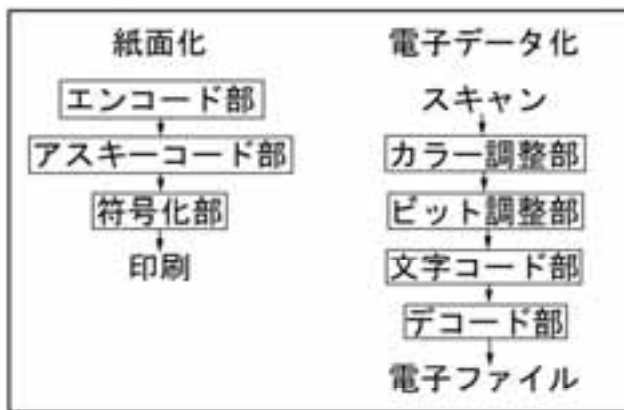 紙面化
エンコード部
アスキーコード部
符号化部
印刷
電子データ化
スキャン
カラー調整部
ビット調整部
文字コード部
デコード部
電子ファイル